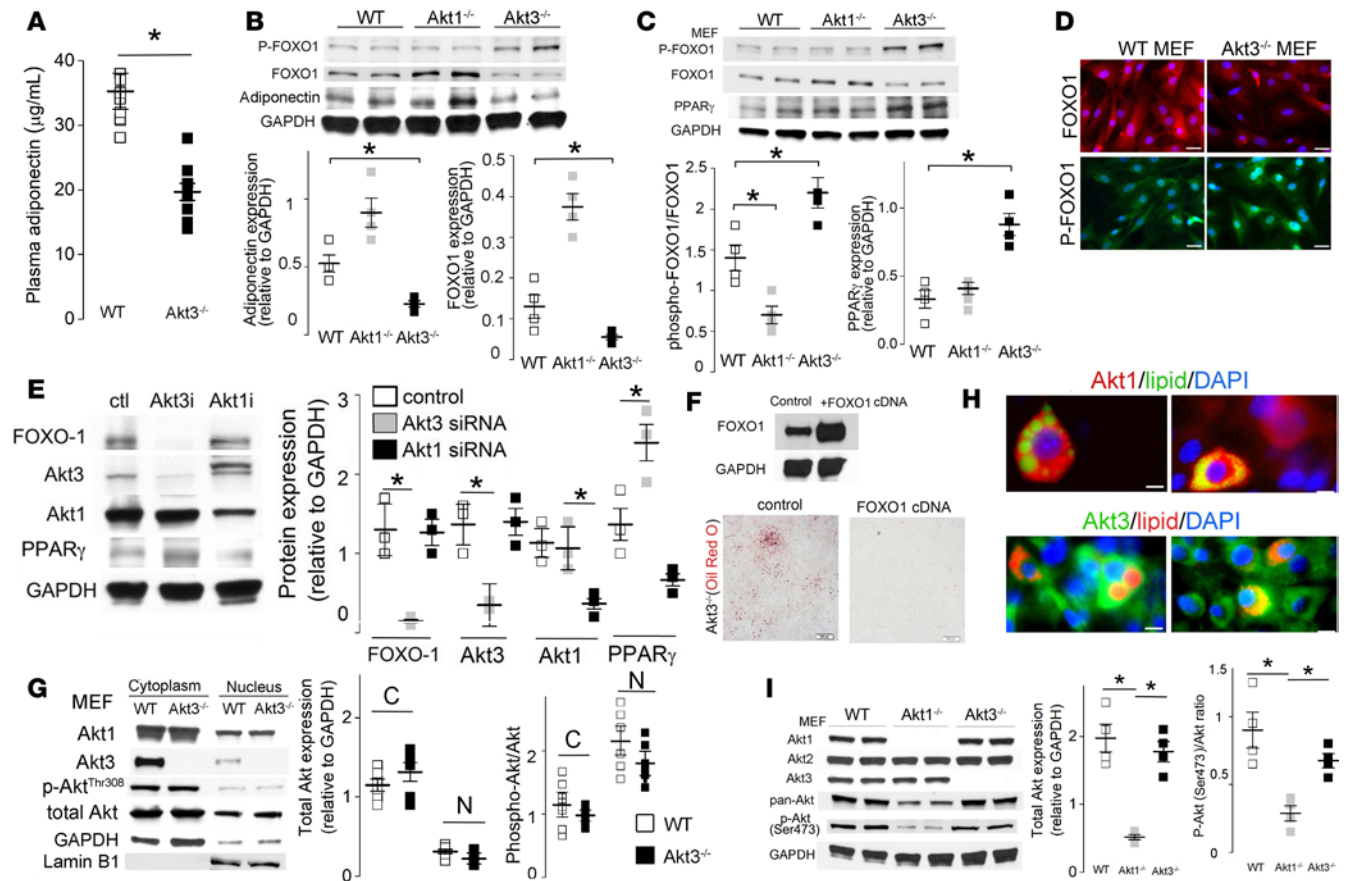 A
*
Plasma adiponectin (µg/mL)
40
30
20
10
0
WT
Akt3-/-
B
WT Akt1-/- Akt3-/-
P-FOXO1
FOXO1
Adiponectin
GAPDH
*
Adiponectin expression
(relative to GAPDH)
1
0.5
0
WT Akt1-/- Akt3-/-
*
FOXO1 expression
(relative to GAPDH)
0.5
0.4
0.3
0.2
0.1
0
WT Akt1-/- Akt3-/-
C
WT Akt1-/- Akt3-/-
MEF
P-FOXO1
FOXO1
PPARγ
GAPDH
*
*
phospho-FOXO1/FOXO1
2.5
2
1.5
1
0.5
0
WT Akt1-/- Akt3-/-
*
PPARγ expression
(relative to GAPDH)
1.0
0.5
0.0
WT Akt1-/- Akt3-/-
D
WT MEF Akt3-/- MEF
FOXO1
P-FOXO1
E
ctl Akt3i Akt1i
FOXO-1
Akt3
Akt1
PPARγ
GAPDH
Protein expression
(relative to GAPDH)
3
2
1
0
control
Akt3 siRNA
Akt1 siRNA
*
*
*
*
FOXO-1 Akt3 Akt1 PPARγ
F
Control +FOXO1 cDNA
FOXO1
GAPDH
control FOXO1 cDNA
Akt3-/-(Oil Red O)
G
MEF
Cytoplasm Nucleus
WT Akt3-/- WT Akt3-/-
Akt1
Akt3
p-AktThr308
total Akt
GAPDH
Lamin B1
Total Akt expression
(relative to GAPDH)
2
1
0
C
N
Phospho-Akt/Akt
2
1
0
C
N
WT
Akt3-/-
H
Akt1/lipid/DAPI
Akt3/lipid/DAPI
I
MEF WT Akt1-/- Akt3-/-
Akt1
Akt2
Akt3
pan-Akt
p-Akt
(Ser473)
GAPDH
* *
Total Akt expression
(relative to GAPDH)
2
1
0
WT Akt1-/- Akt3-/-
* *
P-Akt (Ser473)/Akt ratio
1.5
1
0.5
0
WT Akt1-/- Akt3-/-